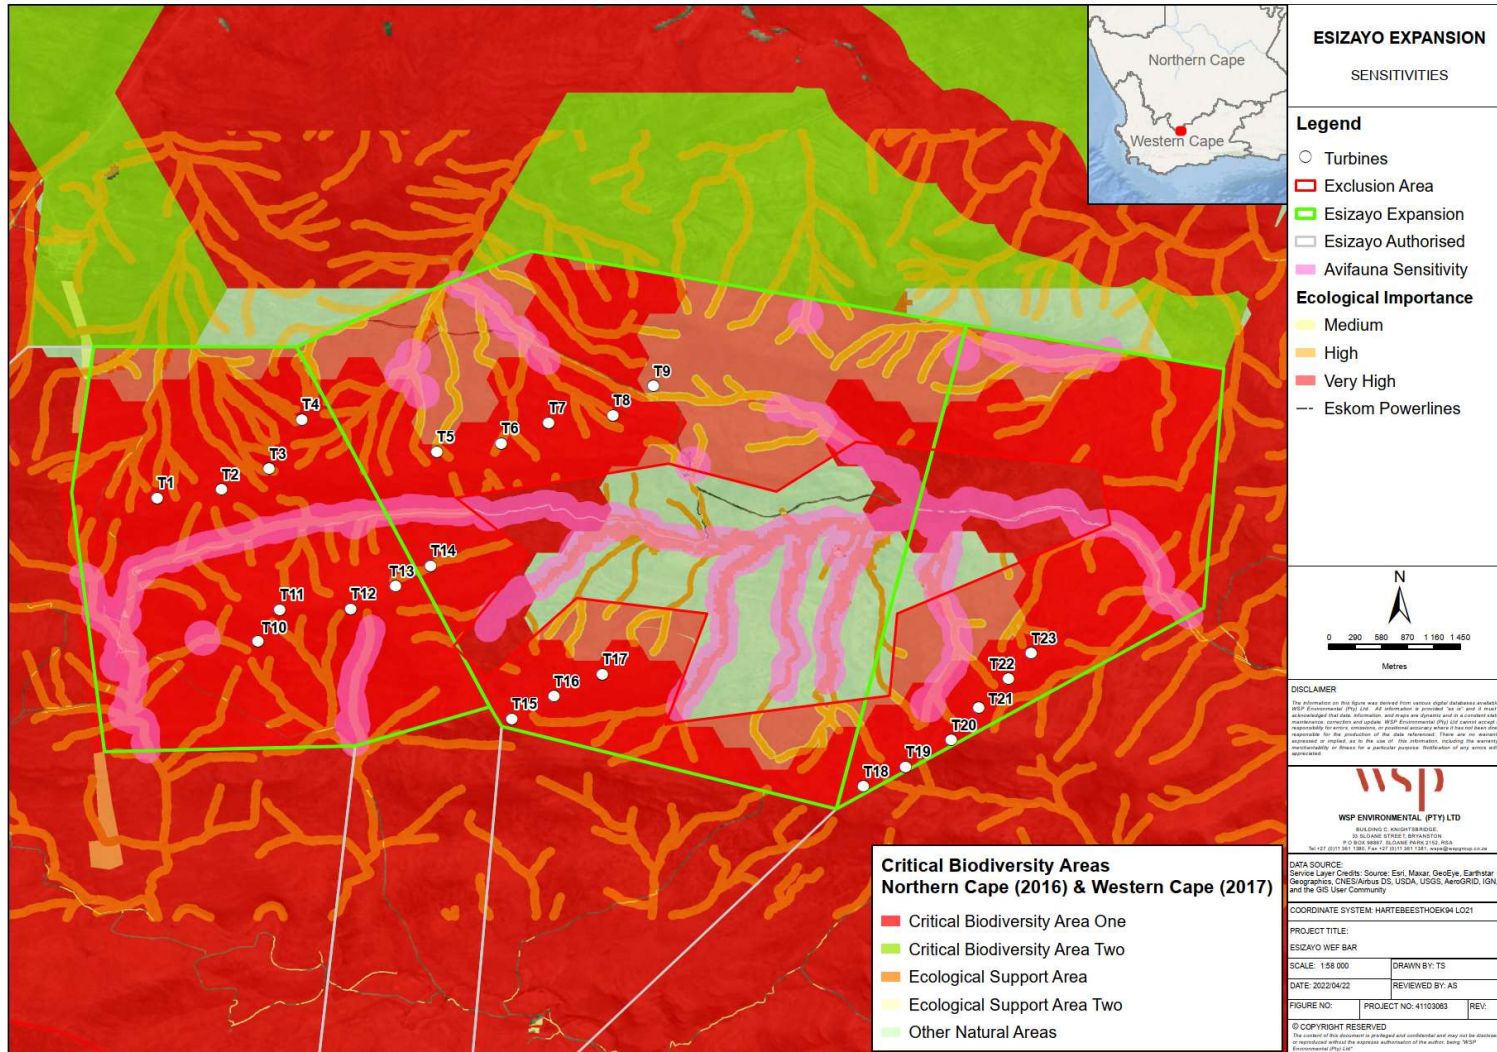 Northern Cape
Western Cape
ESIZAYO EXPANSION
SENSITIVITIES
Legend
Turbines
Exclusion Area
Esizayo Expansion
Esizayo Authorised
Avifauna Sensitivity
Ecological Importance
Medium
High
Very High
Eskom Powerlines
T1
T2
T3
T4
T5
T6
T7
T8
T9
T10
T11
T12
T13
T14
T15
T16
T17
T18
T19
T20
T21
T22
T23
N
0 290 580 870 1 160 1 450
Metres
Critical Biodiversity Areas
Northern Cape (2016) & Western Cape (2017)
Critical Biodiversity Area One
Critical Biodiversity Area Two
Ecological Support Area
Ecological Support Area Two
Other Natural Areas
DISCLAIMER
wsp
WSP ENVIRONMENTAL (PTY) LTD
BUILDING C, KNIGHTSBRIDGE,
33 SLOANE STREET, BRYANSTON
DATA SOURCE:
Service Layer Credits: Source: Esri, Maxar, GeoEye, Earthstar
Geographics, CNES/Airbus DS, USDA, USGS, AeroGRID, IGN,
and the GIS User Community
COORDINATE SYSTEM: HARTEBEESTHOEK94 LO21
PROJECT TITLE:
ESIZAYO WEF BAR
SCALE: 1:58 000
DRAWN BY: TS
DATE: 2022/04/22
REVIEWED BY: AS
FIGURE NO:
PROJECT NO: 41103063
REV:
© COPYRIGHT RESERVED